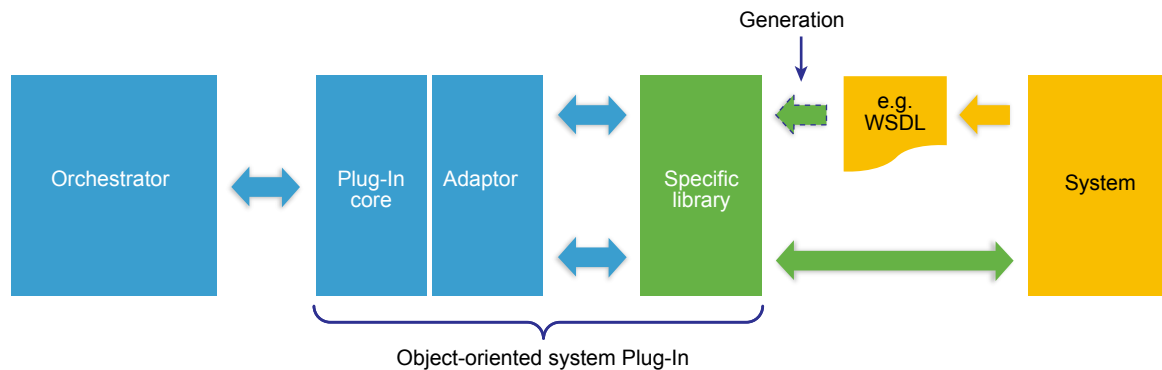 Generation
Orchestrator
Plug-In
core
Adaptor
Specific
library
e.g.
WSDL
System
Object-oriented system Plug-In